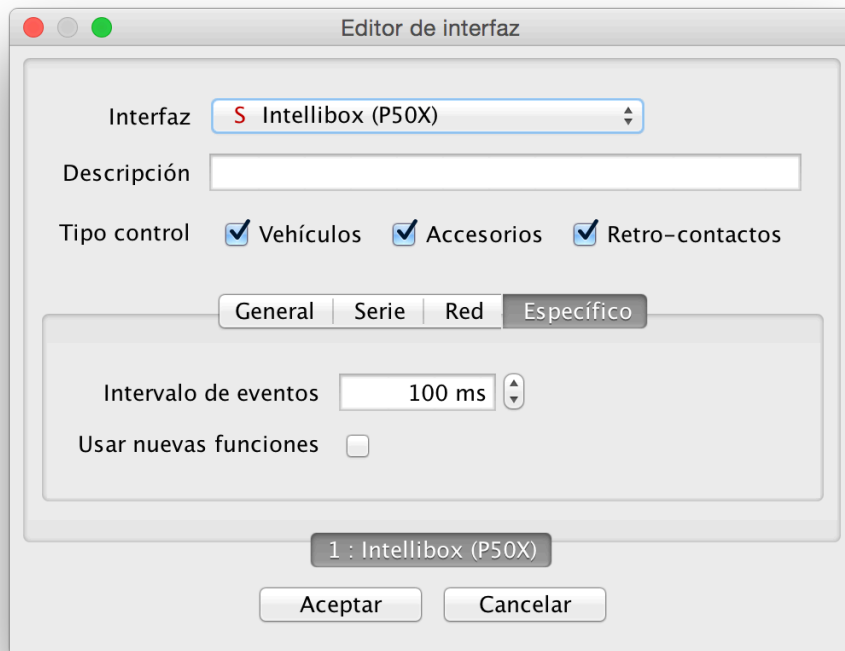 Editor de interfaz
Interfaz S Intellibox (P50X)
Descripción
Tipo control Vehículos Accesorios Retro-contactos
General Serie Red Específico
Intervalo de eventos 100 ms
Usar nuevas funciones
1 : Intellibox (P50X)
Aceptar Cancelar